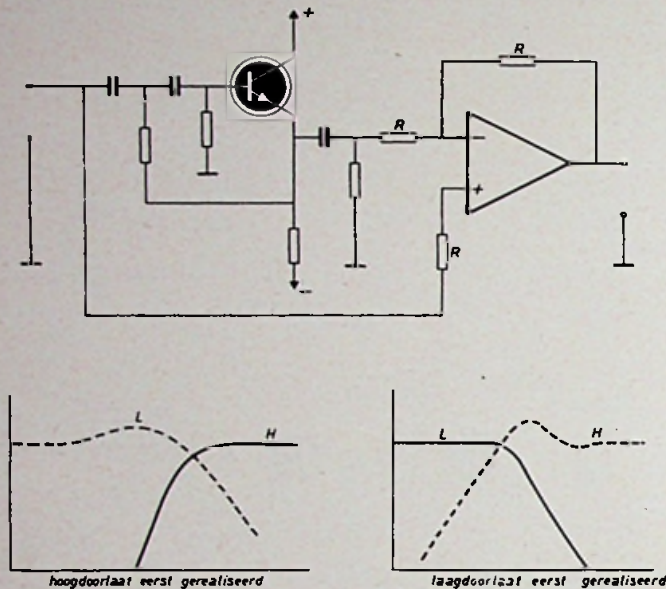 +
R
R
−
+
R
−
L
H
L
H
hoogdoorlaat eerst gerealiseerd
laagdoorlaat eerst gerealiseerd